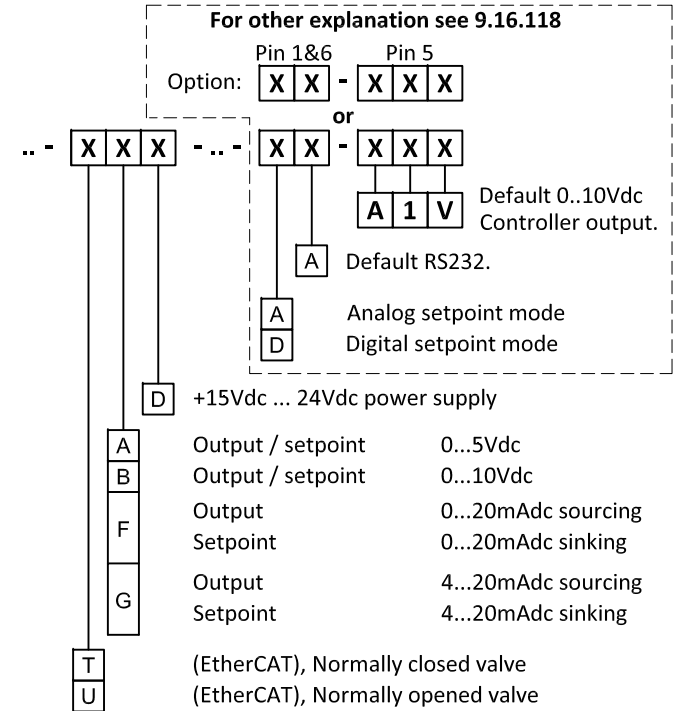 For other explanation see 9.16.118
Pin 1&6 Pin 5
Option: X X - X X X
or
.. - X X X - .. - X X - X X X
A 1 V Default 0..10Vdc
Controller output.
A Default RS232.
A Analog setpoint mode
D Digital setpoint mode
D +15Vdc ... 24Vdc power supply
A Output / setpoint 0...5Vdc
B Output / setpoint 0...10Vdc
F Output 0...20mAdc sourcing
Setpoint 0...20mAdc sinking
G Output 4...20mAdc sourcing
Setpoint 4...20mAdc sinking
T (EtherCAT), Normally closed valve
U (EtherCAT), Normally opened valve